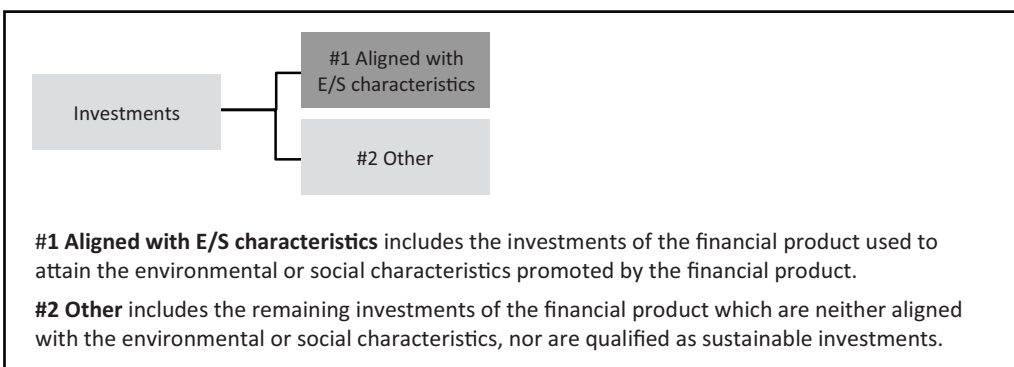 #1 Aligned with
E/S characteristics
Investments
#2 Other
#1 Aligned with E/S characteristics includes the investments of the financial product used to
attain the environmental or social characteristics promoted by the financial product.
#2 Other includes the remaining investments of the financial product which are neither aligned
with the environmental or social characteristics, nor are qualified as sustainable investments.